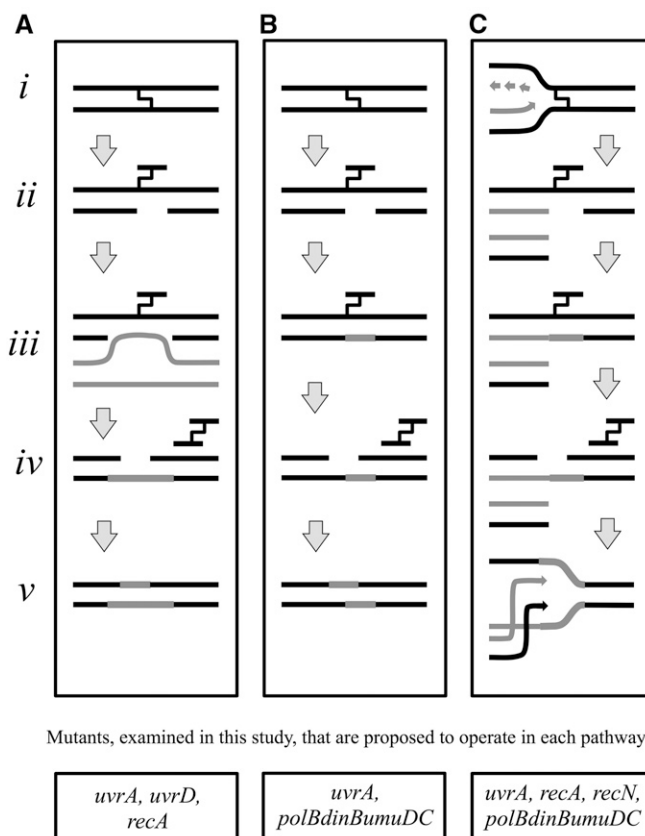 A
B
C
i
ii
iii
iv
v
Mutants, examined in this study, that are proposed to operate in each pathway
uvrA, uvrD,
recA
uvrA,
polBdinBumuDC
uvrA, recA, recN,
polBdinBumuDC